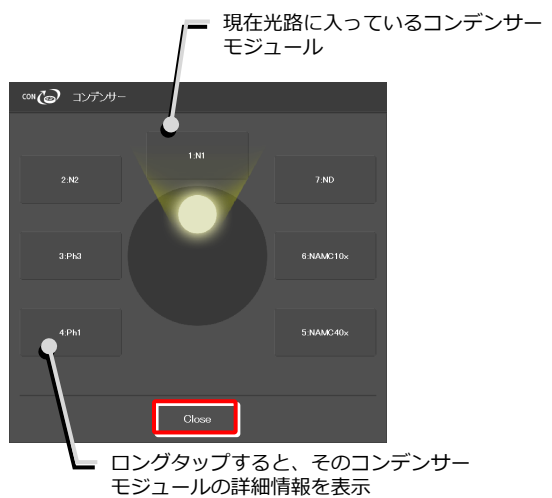 現在光路に入っているコンデンサー
モジュール
CON コンデンサー
1:N1
2:N2
7:ND
3:Ph3
6:NAMC10x
4:Ph1
5:NAMC40x
Close
ロングタップすると、そのコンデンサー
モジュールの詳細情報を表示